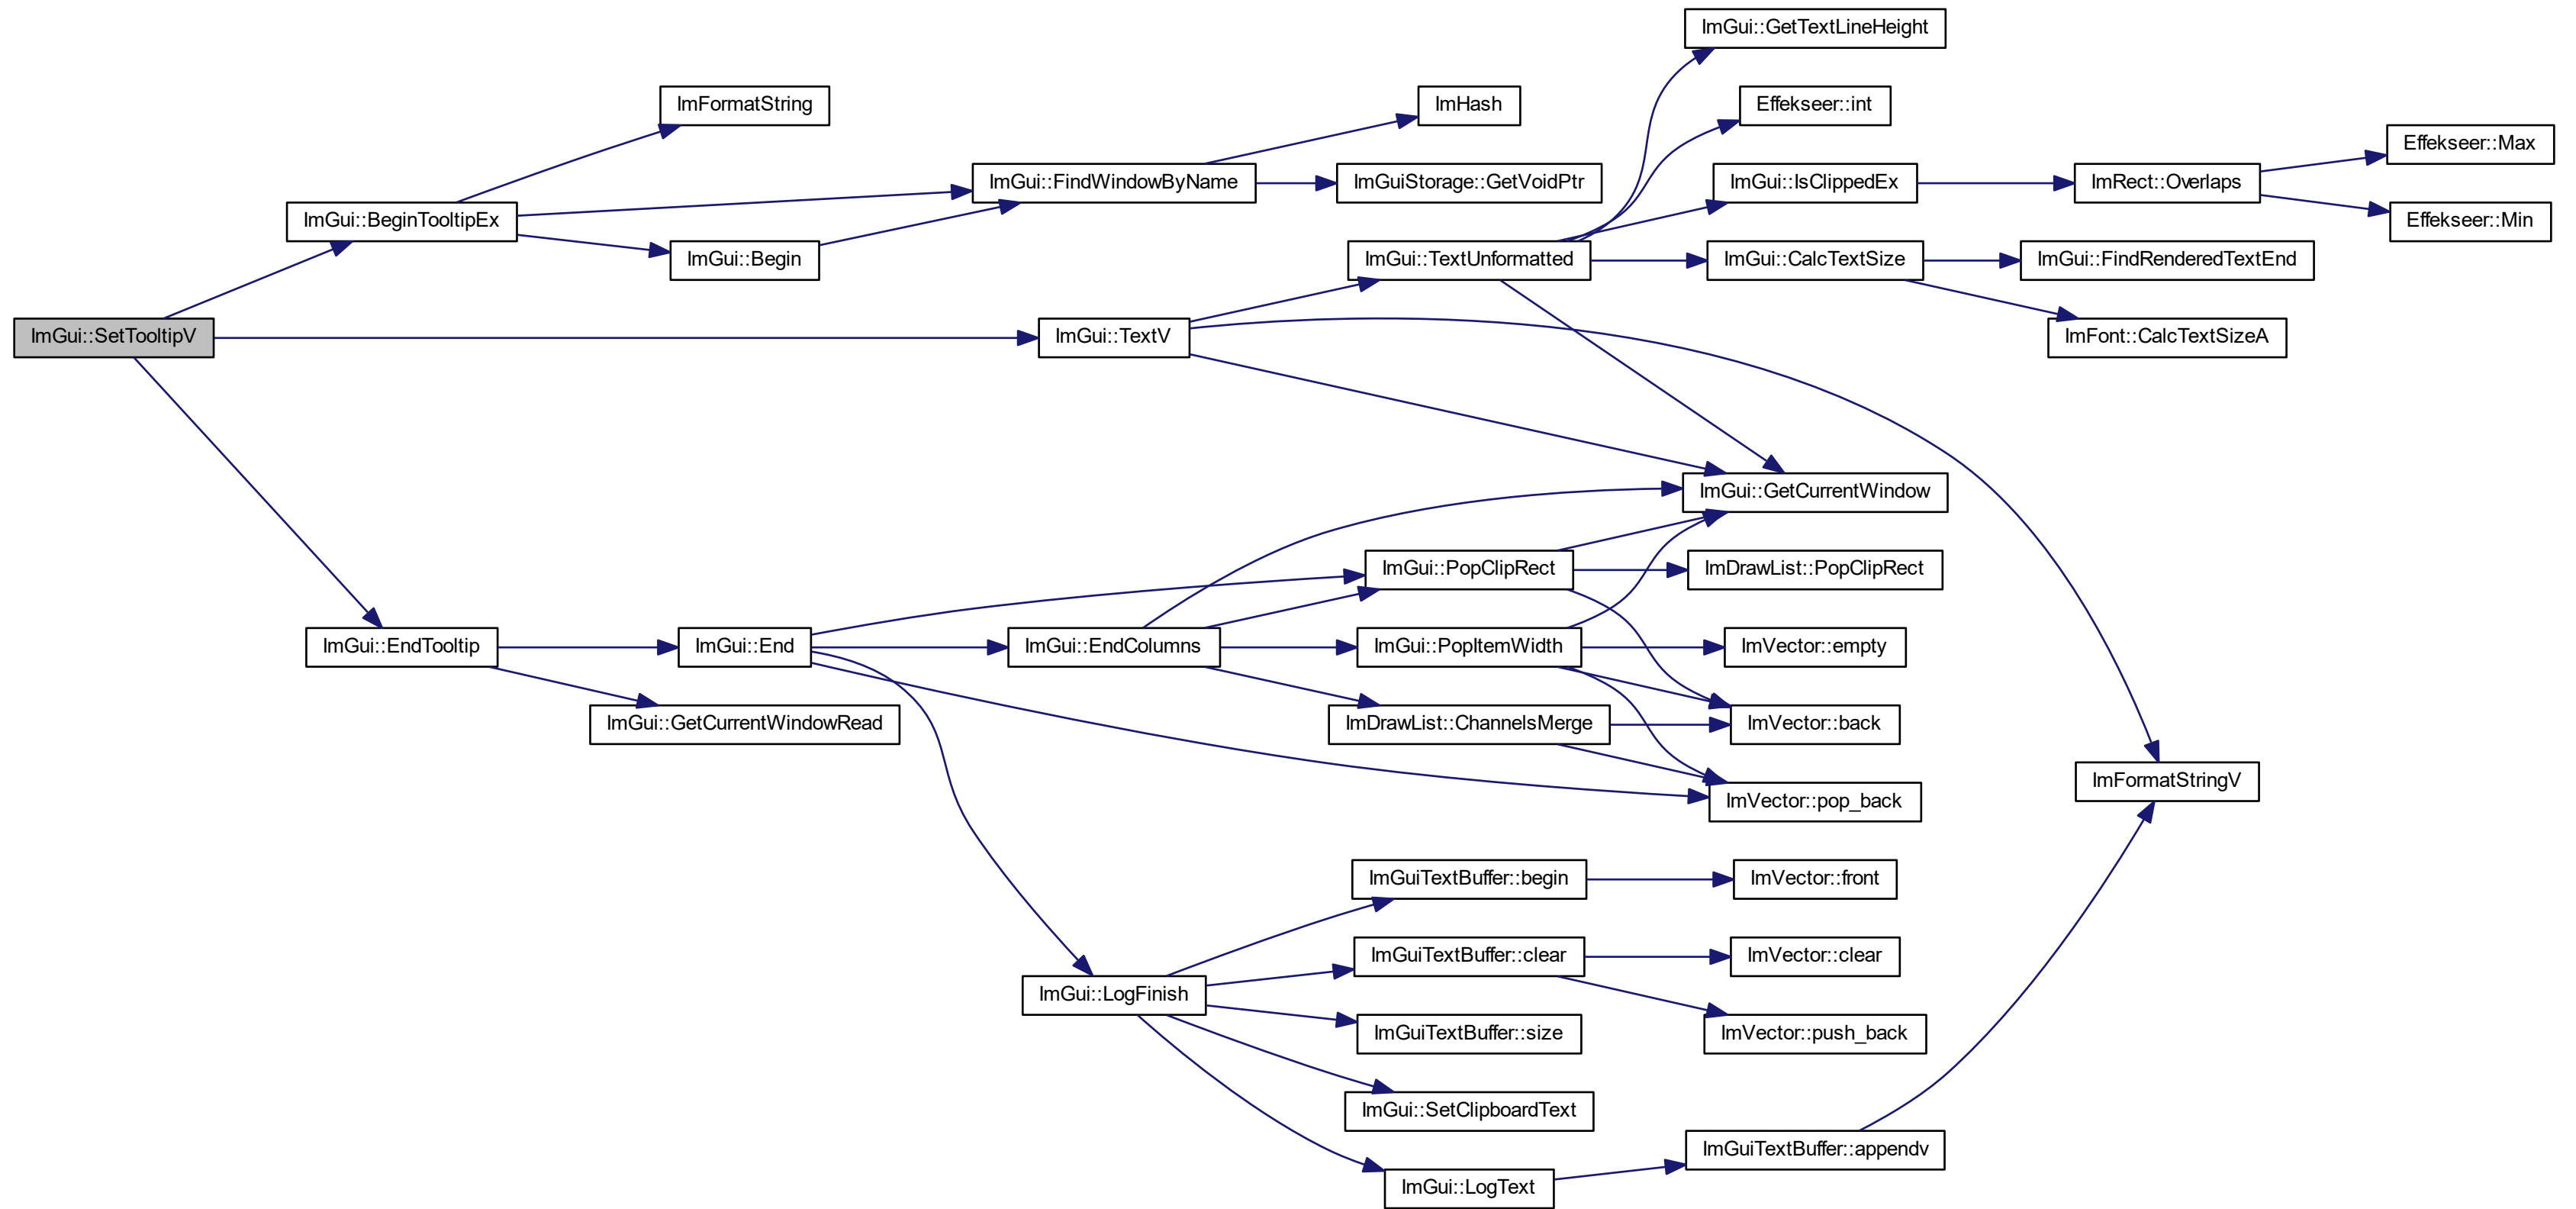 ImGui::GetTextLineHeight
ImFormatString
ImHash
Effekseer::int
Effekseer::Max
ImGui::FindWindowByName
ImGuiStorage::GetVoidPtr
ImGui::IsClippedEx
ImRect::Overlaps
ImGui::BeginTooltipEx
Effekseer::Min
ImGui::Begin
ImGui::TextUnformatted
ImGui::CalcTextSize
ImGui::FindRenderedTextEnd
ImGui::SetTooltipV
ImGui::TextV
ImFont::CalcTextSizeA
ImGui::GetCurrentWindow
ImGui::PopClipRect
ImDrawList::PopClipRect
ImGui::EndTooltip
ImGui::End
ImGui::EndColumns
ImGui::PopItemWidth
ImVector::empty
ImGui::GetCurrentWindowRead
ImDrawList::ChannelsMerge
ImVector::back
ImFormatStringV
ImVector::pop_back
ImGuiTextBuffer::begin
ImVector::front
ImGuiTextBuffer::clear
ImVector::clear
ImGui::LogFinish
ImGuiTextBuffer::size
ImVector::push_back
ImGui::SetClipboardText
ImGuiTextBuffer::appendv
ImGui::LogText